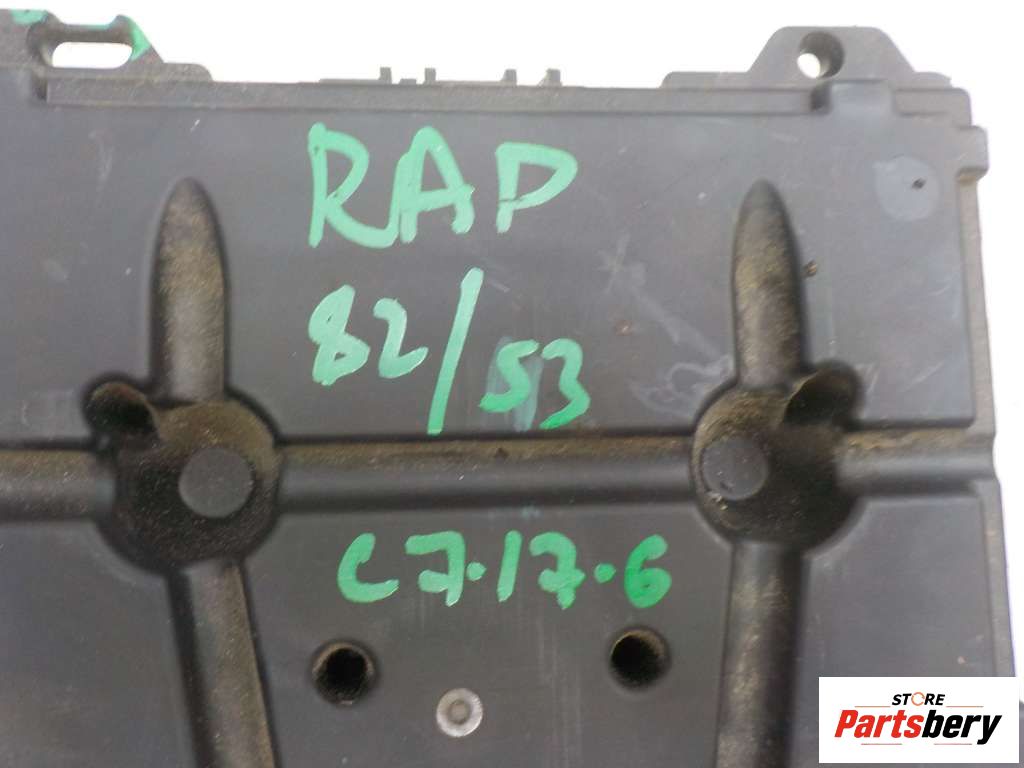 RAP
82/53
C7.17.6
STORE
Partsbery